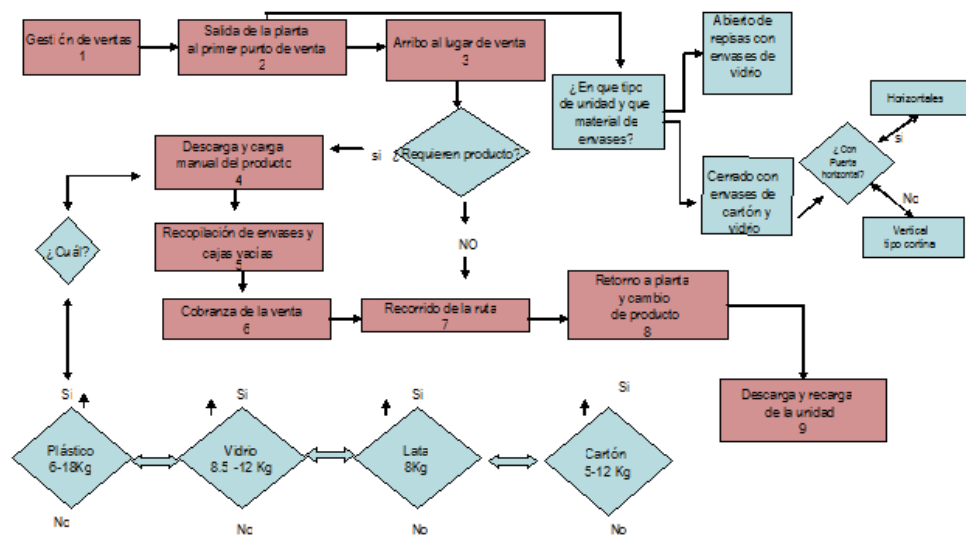 Gestión de ventas
1
Salida de la planta
al primer punto de venta
2
Arribo al lugar de venta
3
Abierto de
repisas con
envases de
vidrio
¿En que tipo
de unidad y que
material de
envases?
Horizontales
si
¿Con
Puerta
horizontal?
Nc
Vertical
tipo cortina
Cerrado con
envases de
cartón y
vidrio
¿Requieren producto?
si
NO
Descarga y carga
manual del productc
4
¿Cuál?
Recopilación de envases y
cajas vacías
5
Cobranza de la venta
6
Recorrido de la ruta
7
Retorno a planta
y cambio
de producto
8
Descarga y recarga
de la unidad
9
Si
Plástico
6-18Kg
Nc
Si
Vidrio
8.5 -12 Kg
Nc
Si
Lata
8Kg
No
Si
Cartón
5-12 Kg
No